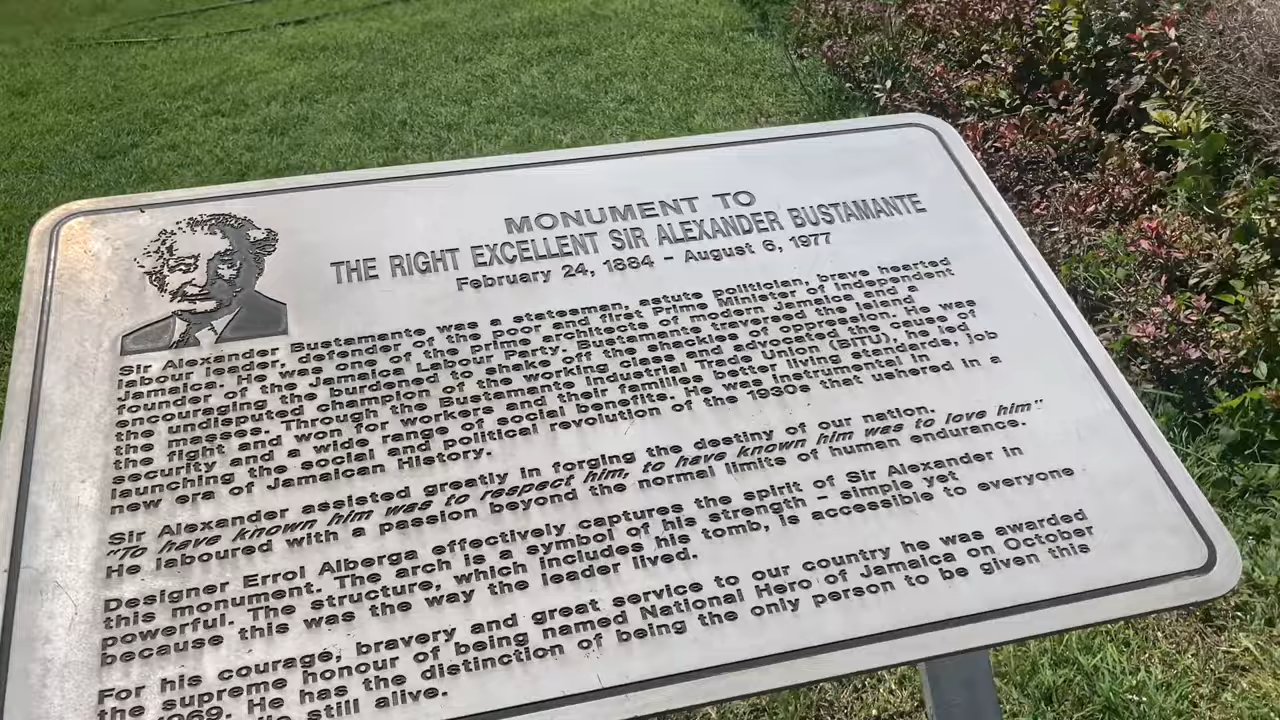 MONUMENT TO
THE RIGHT EXCELLENT SIR ALEXANDER BUSTAMANTE
February 24, 1884 - August 6, 1977
Sir Alexander Bustamante was a statesman, astute politician, brave hearted
labour leader, defender of the poor and first Prime Minister of Independent
Jamaica. He was one of the prime architects of modern Jamaica and a
founder of the Jamaica Labour Party. Bustamante traversed the island
encouraging the burdened to shake off the shackles of oppression. He was
the undisputed champion of the working class and advocated the cause of
the masses. Through the Bustamante Industrial Trade Union (BITU), he led
the fight and won for workers and their families better living standards, job
security and a wide range of social benefits. He was instrumental in
launching the social and political revolution of the 1930s that ushered in a
new era of Jamaican History.
Sir Alexander assisted greatly in forging the destiny of our nation.
"To have known him was to respect him, to have known him was to love him"
He laboured with a passion beyond the normal limits of human endurance.
Designer Errol Alberga effectively captures the spirit of Sir Alexander in
this monument. The arch is a symbol of his strength - simple yet
powerful. The structure, which includes his tomb, is accessible to everyone
because this was the way the leader lived.
For his courage, bravery and great service to our country he was awarded
the supreme honour of being named National Hero of Jamaica on October
1969. He has the distinction of being the only person to be given this
still alive.